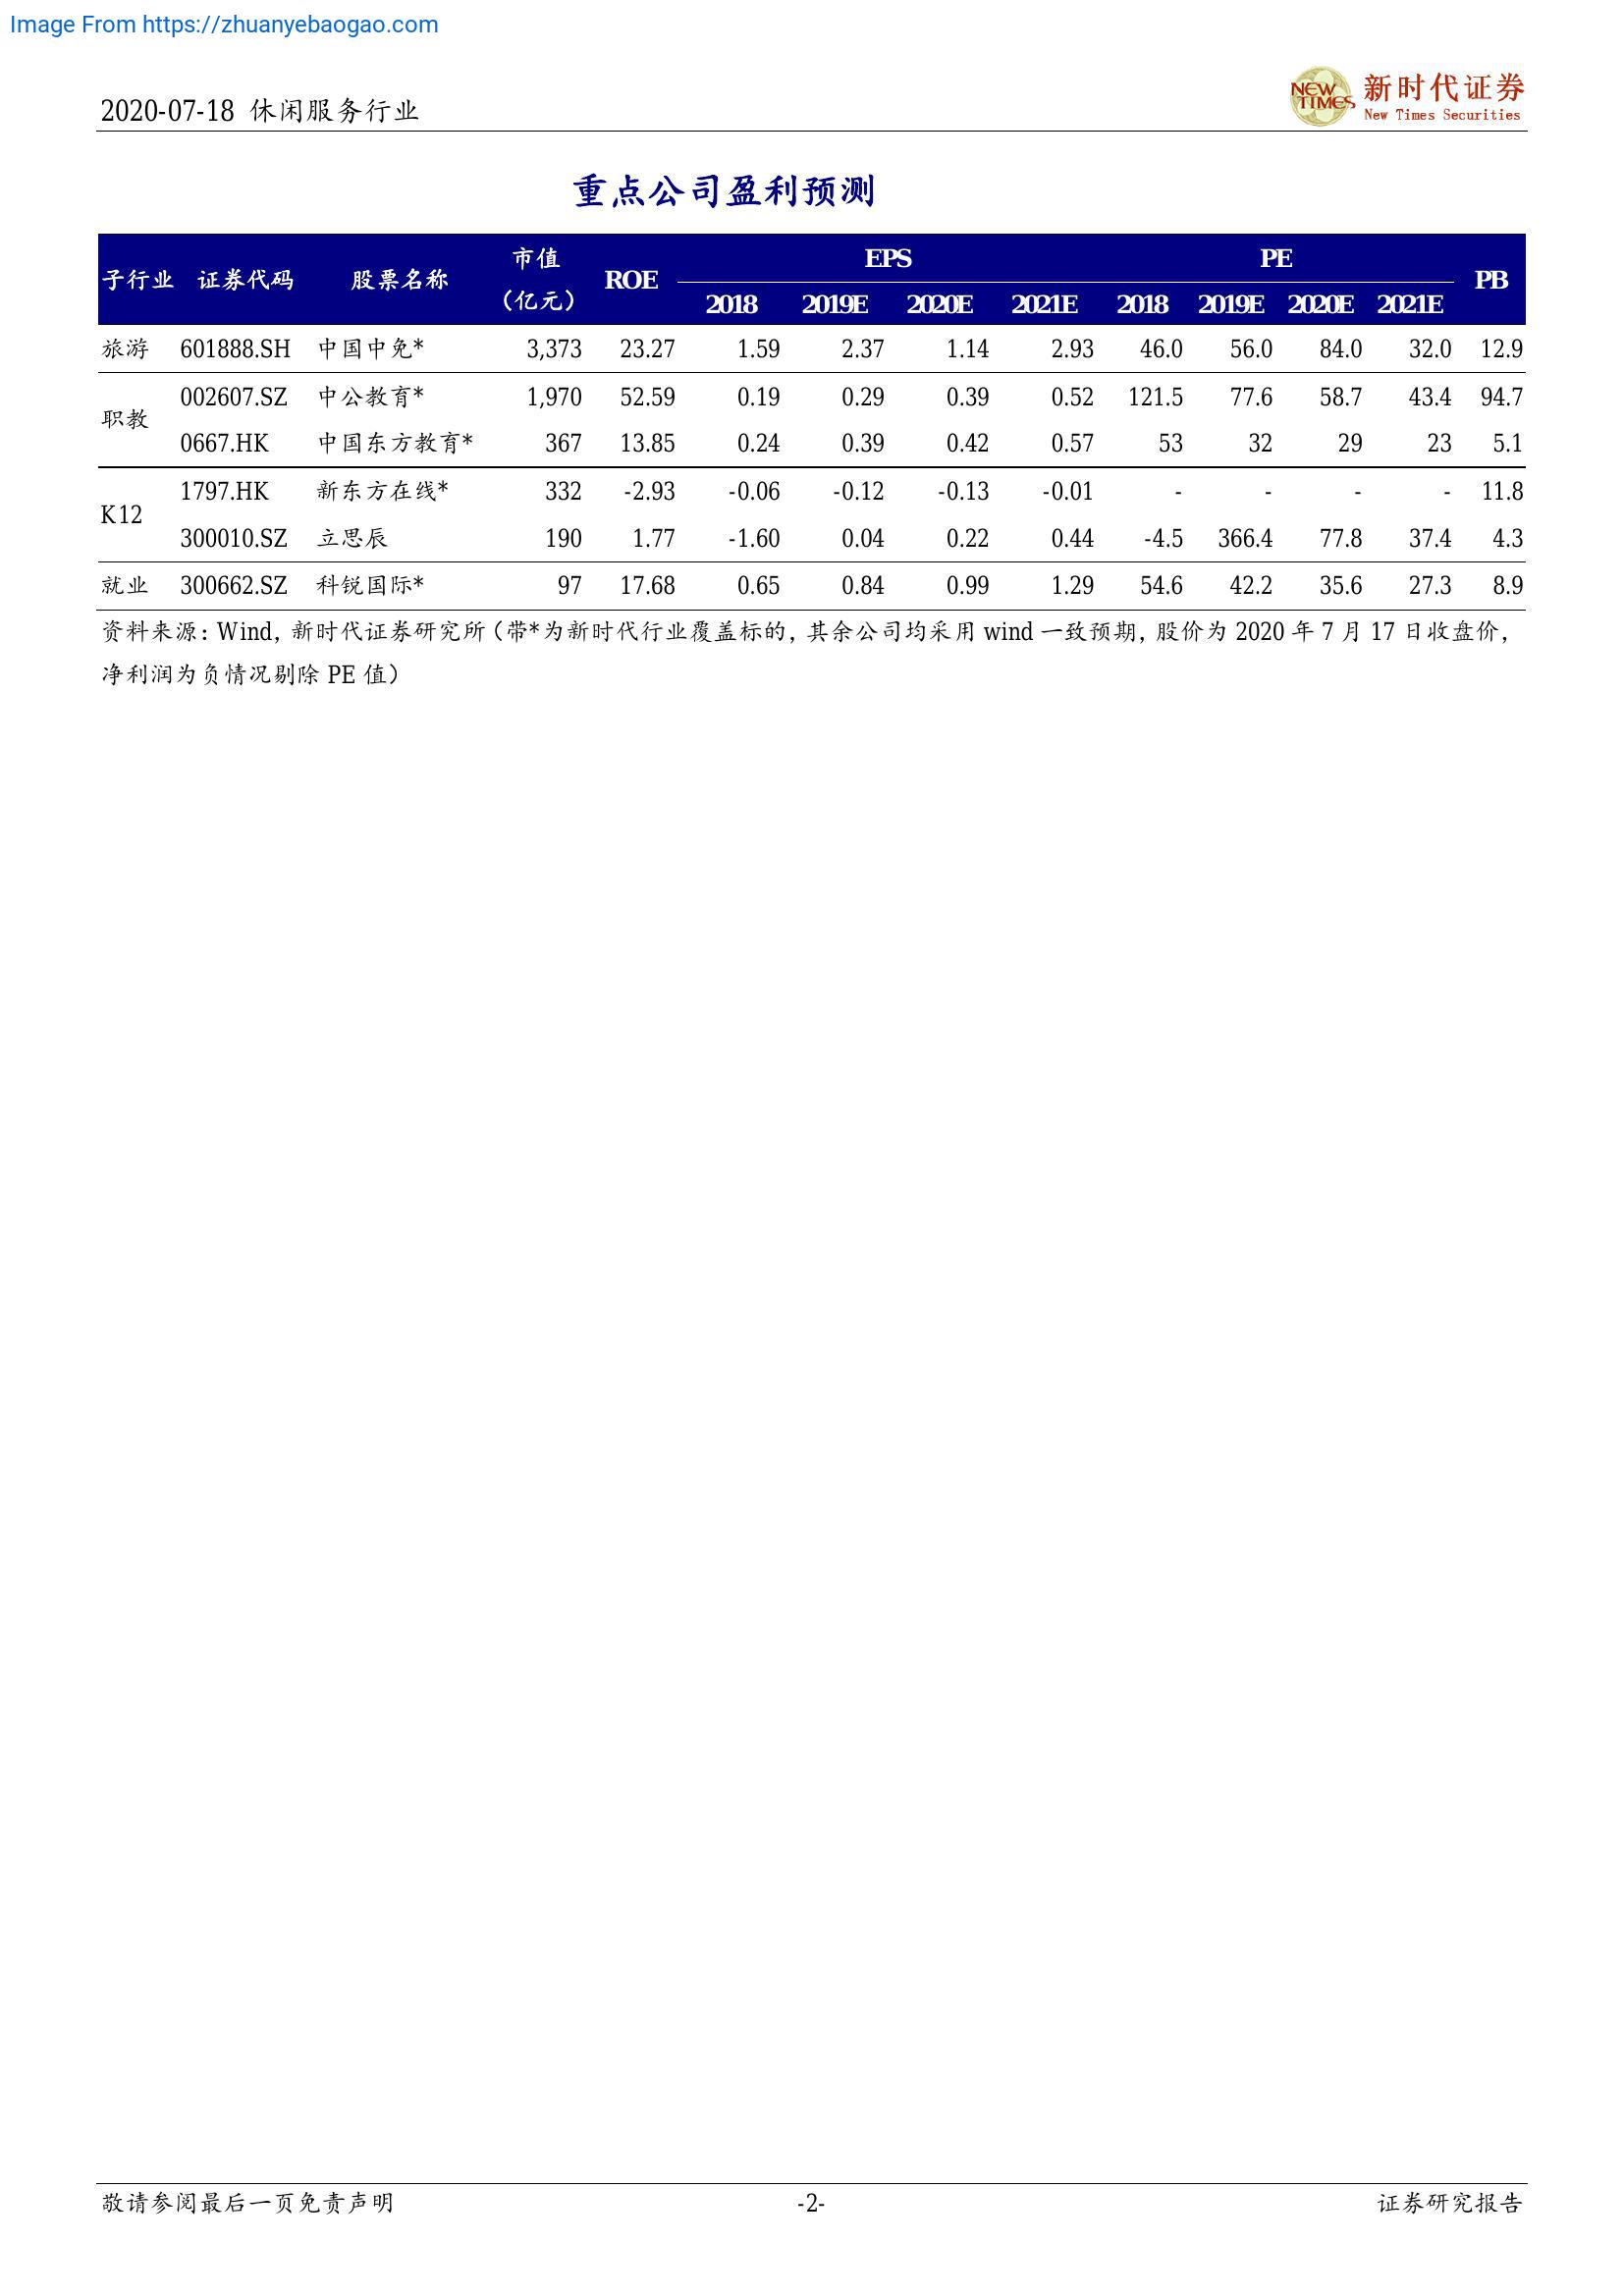 Image From https://zhuanyebaogao.com
2020-07-18 休闲服务行业
NEW TIMES 新时代证券
New Times Securities
重点公司盈利预测
子行业 证券代码 股票名称 市值（亿元） ROE EPS PE PB
2018 2019E 2020E 2021E 2018 2019E 2020E 2021E
旅游 601888.SH 中国中免* 3,373 23.27 1.59 2.37 1.14 2.93 46.0 56.0 84.0 32.0 12.9
职教 002607.SZ 中公教育* 1,970 52.59 0.19 0.29 0.39 0.52 121.5 77.6 58.7 43.4 94.7
0667.HK 中国东方教育* 367 13.85 0.24 0.39 0.42 0.57 53 32 29 23 5.1
K12 1797.HK 新东方在线* 332 -2.93 -0.06 -0.12 -0.13 -0.01 - - - - 11.8
300010.SZ 立思辰 190 1.77 -1.60 0.04 0.22 0.44 -4.5 366.4 77.8 37.4 4.3
就业 300662.SZ 科锐国际* 97 17.68 0.65 0.84 0.99 1.29 54.6 42.2 35.6 27.3 8.9
资料来源：Wind，新时代证券研究所（带*为新时代行业覆盖标的，其余公司均采用 wind 一致预期，股价为 2020 年 7 月 17 日收盘价，
净利润为负情况剔除 PE 值）
敬请参阅最后一页免责声明 -2- 证券研究报告